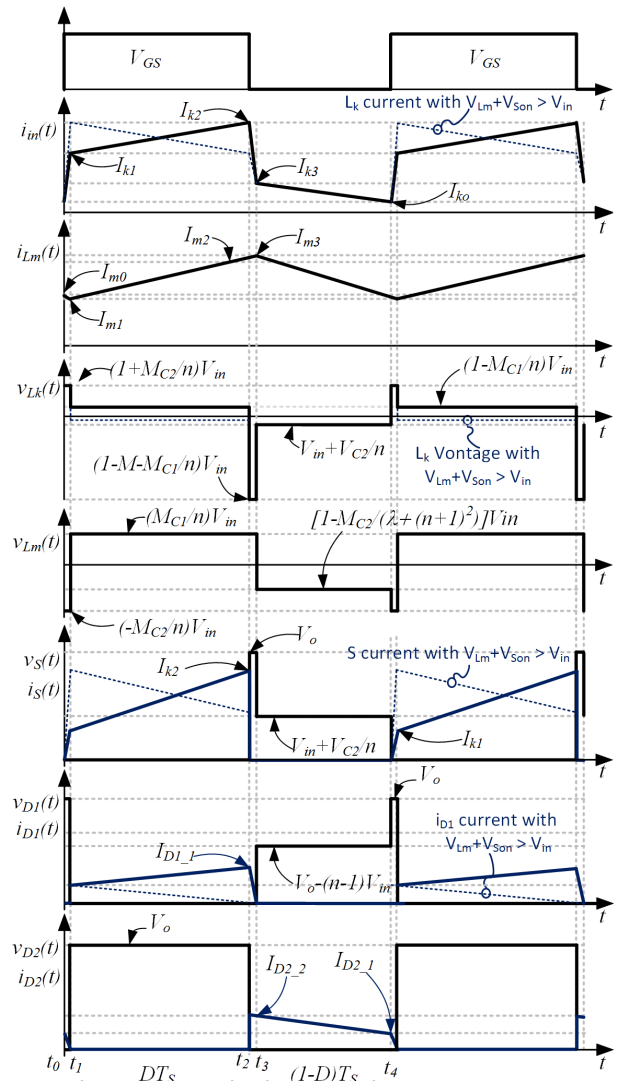 V_GS V_GS
t
L_k current with V_Lm+V_Son > V_in
i_in(t)
I_k2
I_k1
I_k3
I_ko
t
i_Lm(t)
I_m2
I_m3
I_m0
I_m1
t
(1+M_C2/n)V_in
(1-M_C1/n)V_in
v_Lk(t)
t
V_in+V_C2/n
(1-M-M_C1/n)V_in
L_k Vontage with
V_Lm+V_Son > V_in
(M_C1/n)V_in
[1-M_C2/(λ+(n+1)^2)]Vin
v_Lm(t)
t
(-M_C2/n)V_in
V_o
v_S(t)
S current with V_Lm+V_Son > V_in
I_k2
i_S(t)
V_in+V_C2/n
I_k1
t
V_o
v_D1(t)
i_D1(t)
i_D1 current with
V_Lm+V_Son > V_in
I_D1_1
V_o-(n-1)V_in
t
V_o
v_D2(t)
i_D2(t)
I_D2_2
I_D2_1
t_0 t_1 t_2 t_3 t_4 t
DT_S (1-D)T_S